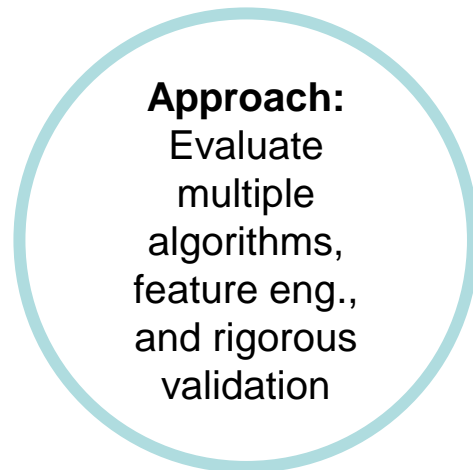 Approach:
Evaluate
multiple
algorithms,
feature eng.,
and rigorous
validation